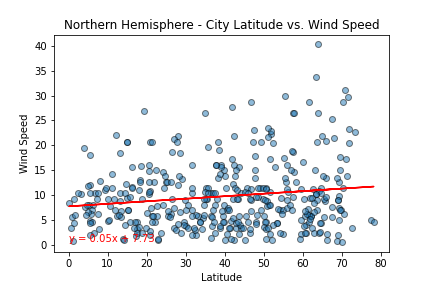 Northern Hemisphere - City Latitude vs. Wind Speed
40
35
30
25
20
15
10
5
0
Wind Speed
y = 0.05x + 7.73
0 10 20 30 40 50 60 70 80
Latitude